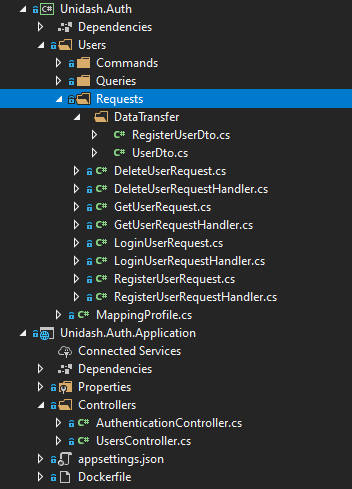 Unidash.Auth
Dependencies
Users
Commands
Queries
Requests
DataTransfer
C# RegisterUserDto.cs
C# UserDto.cs
C# DeleteUserRequest.cs
C# DeleteUserRequestHandler.cs
C# GetUserRequest.cs
C# GetUserRequestHandler.cs
C# LoginUserRequest.cs
C# LoginUserRequestHandler.cs
C# RegisterUserRequest.cs
C# RegisterUserRequestHandler.cs
C# MappingProfile.cs
Unidash.Auth.Application
Connected Services
Dependencies
Properties
Controllers
C# AuthenticationController.cs
C# UsersController.cs
appsettings.json
Dockerfile